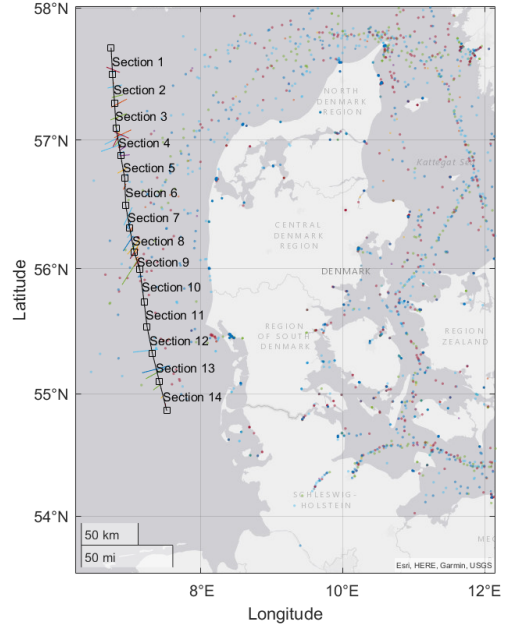 58°N
Section 1
Section 2
NORTH
DENMARK
REGION
Section 3
57°N
Section 4
Kattegat Sea
Section 5
Section 6
Section 7
CENTRAL
DENMARK
REGION
Section 8
Section 9
56°N
DENMARK
Section 10
Section 11
REGION
OF SOUTH
DENMARK
REGION
ZEALAND
Section 12
Section 13
55°N
Section 14
SCHLESWIG-
HOLSTEIN
54°N
50 km
50 mi
Esri, HERE, Garmin, USGS
8°E
10°E
12°E
Longitude
Latitude